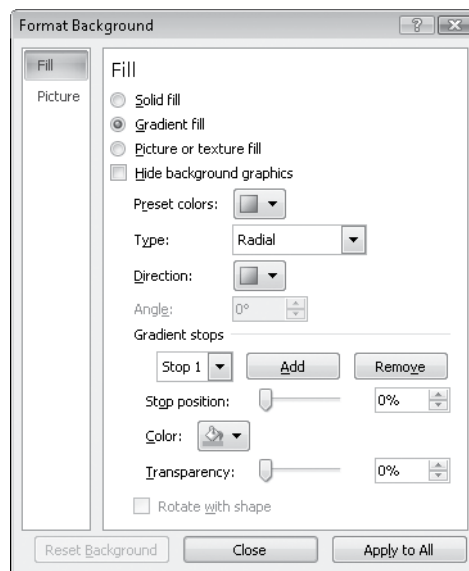 Format Background
Fill
Picture
Fill
Solid fill
Gradient fill
Picture or texture fill
Hide background graphics
Preset colors:
Type: Radial
Direction:
Angle: 0°
Gradient stops
Stop 1 Add Remove
Stop position: 0%
Color:
Transparency: 0%
Rotate with shape
Reset Background Close Apply to All